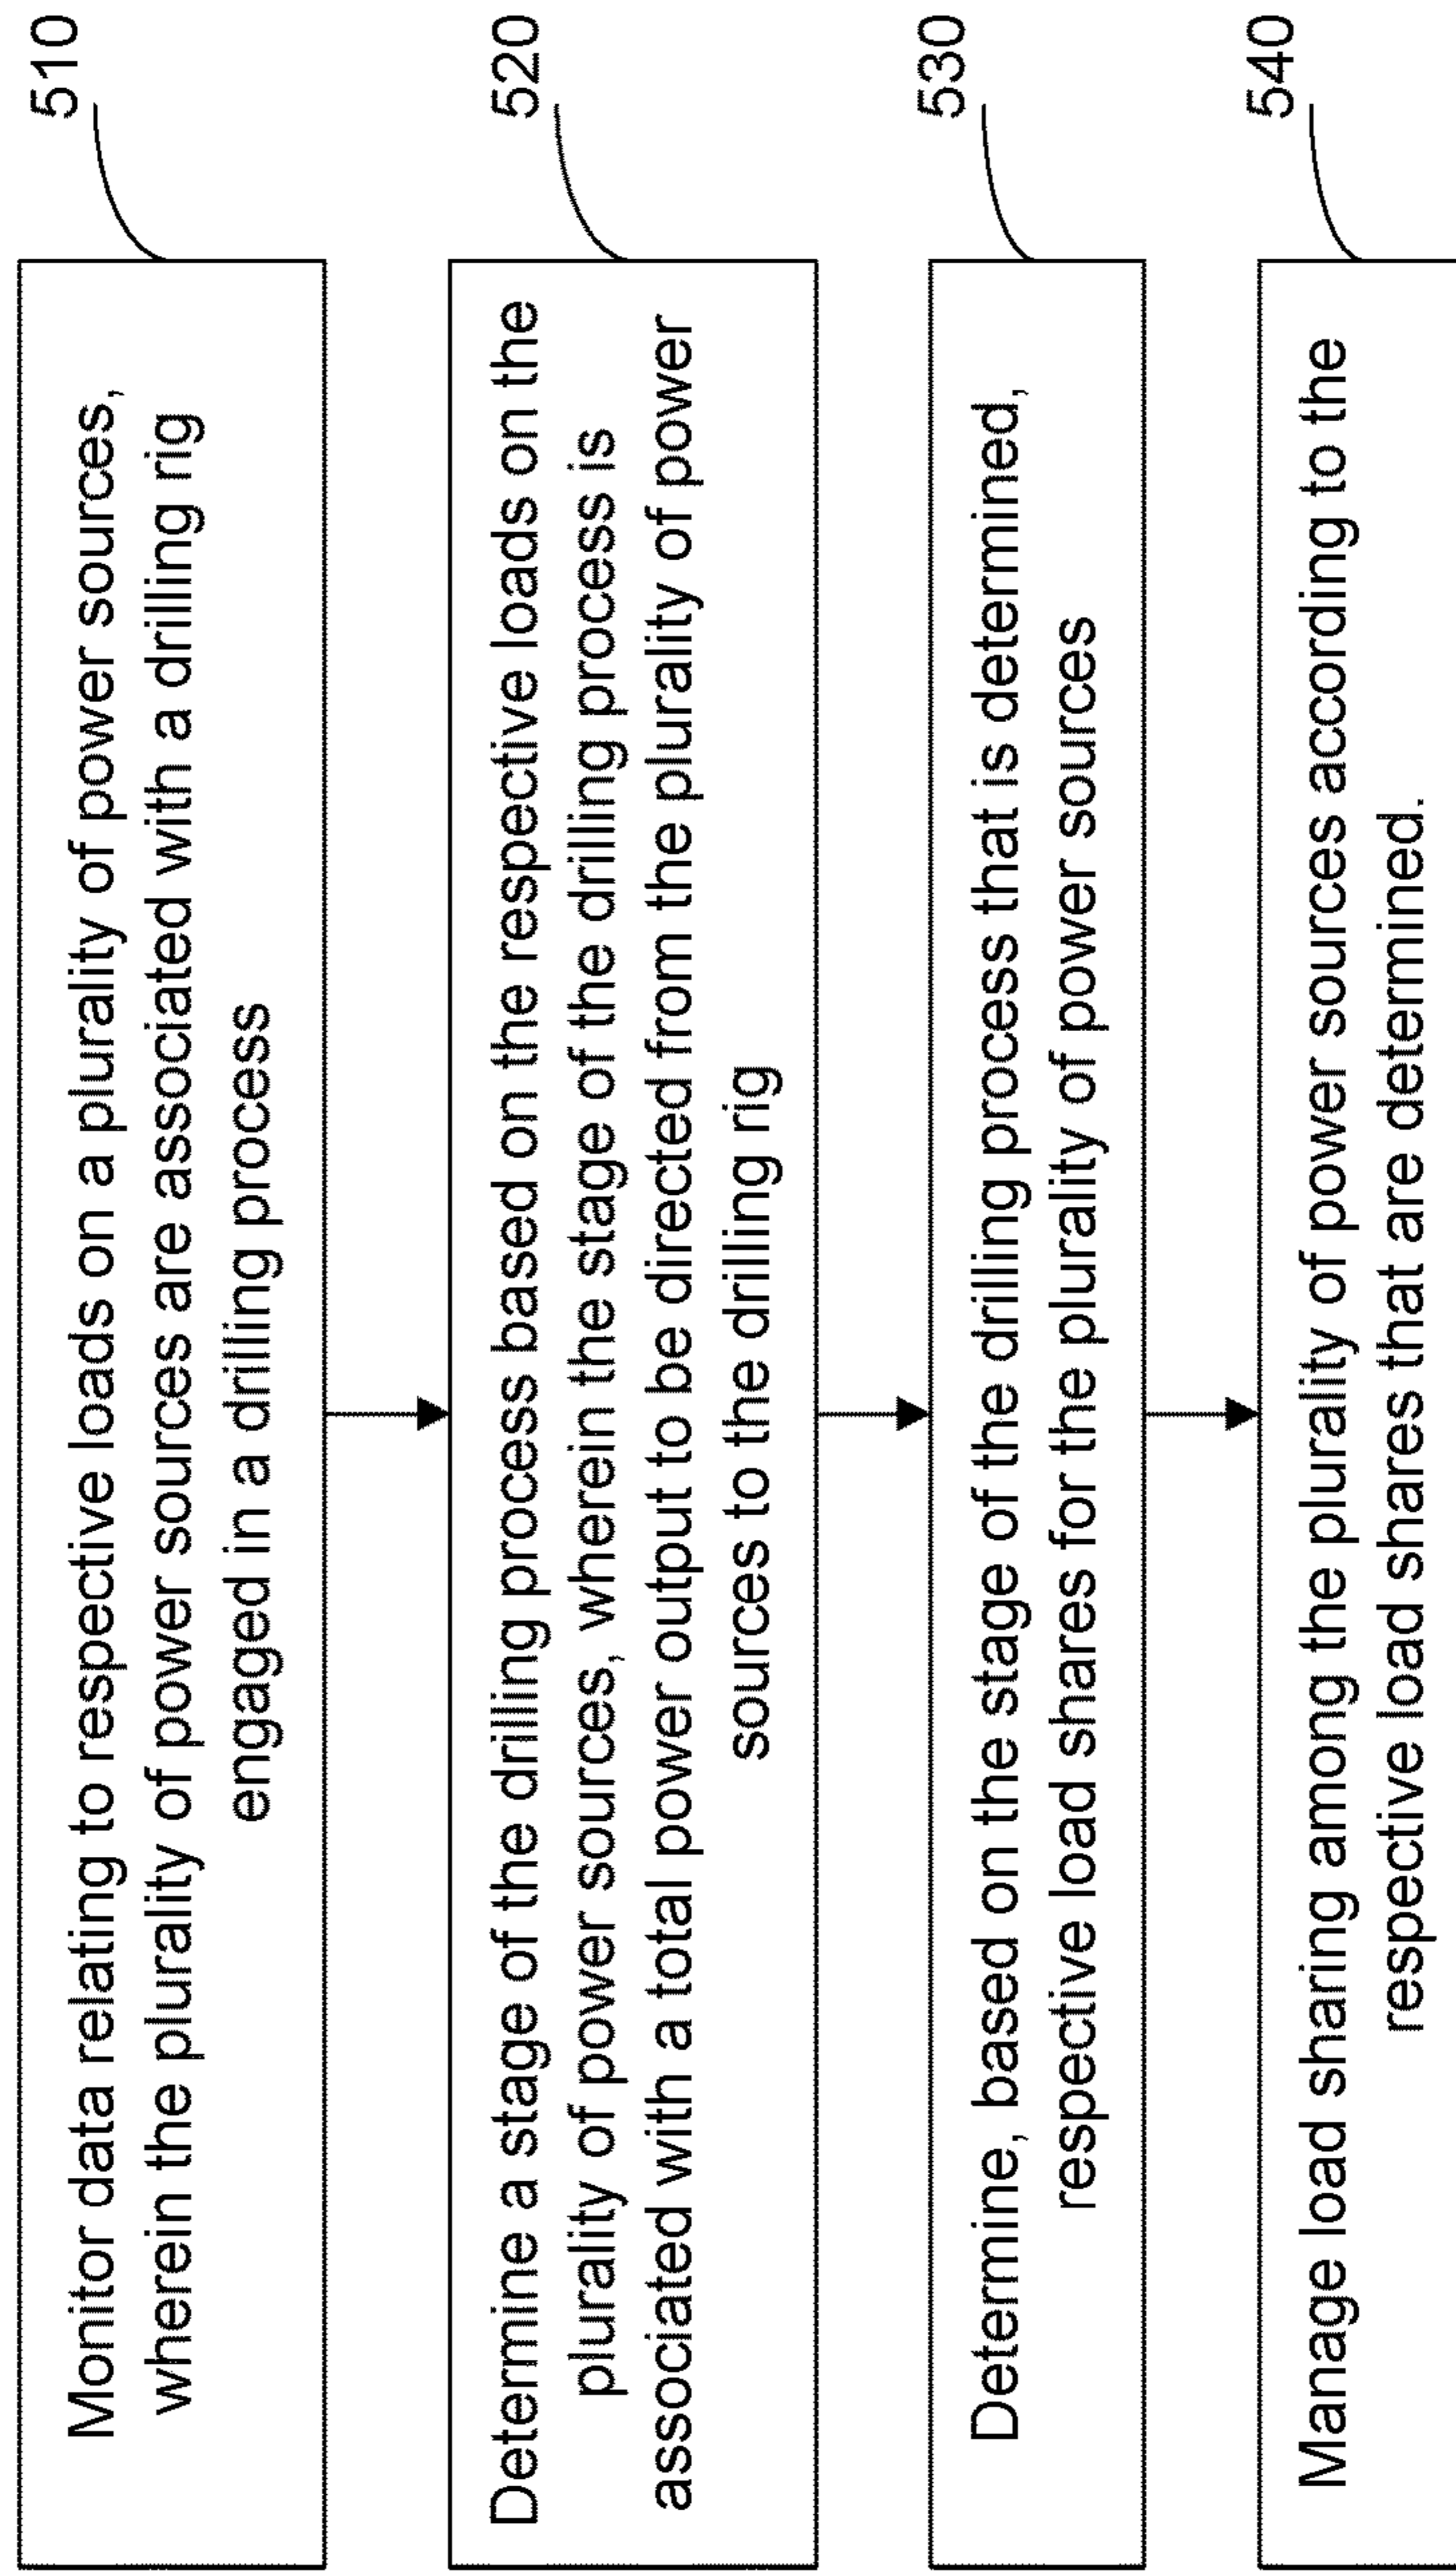 510
Monitor data relating to respective loads on a plurality of power sources,
wherein the plurality of power sources are associated with a drilling rig
engaged in a drilling process
520
Determine a stage of the drilling process based on the respective loads on the
plurality of power sources, wherein the stage of the drilling process is
associated with a total power output to be directed from the plurality of power
sources to the drilling rig
530
Determine, based on the stage of the drilling process that is determined,
respective load shares for the plurality of power sources
540
Manage load sharing among the plurality of power sources according to the
respective load shares that are determined.